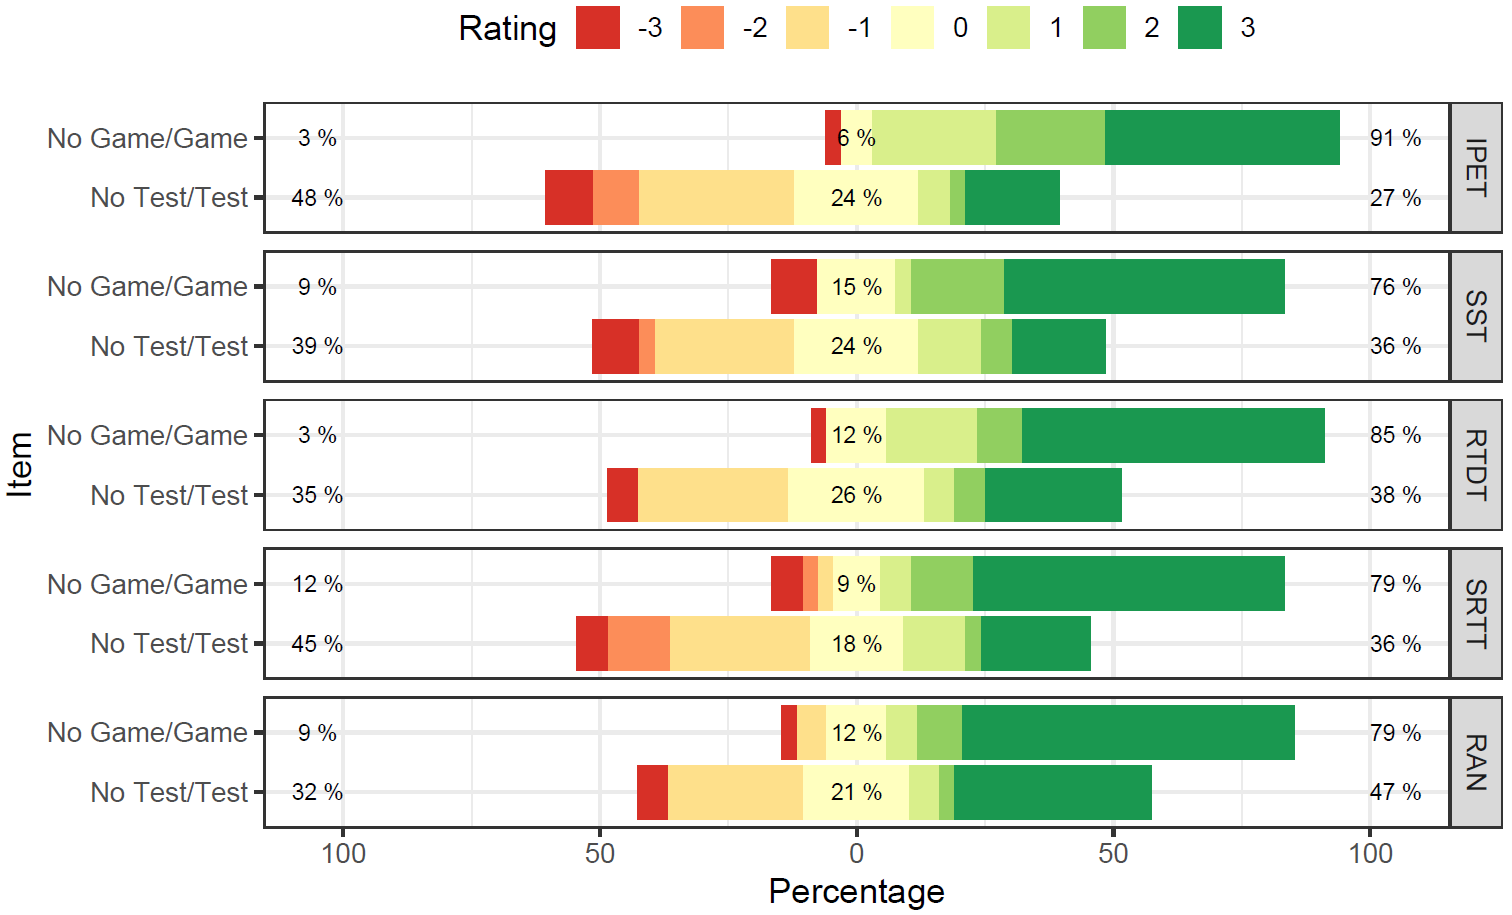 Rating -3 -2 -1 0 1 2 3
No Game/Game 3 % 6 % 91 %
No Test/Test 48 % 24 % 27 %
IPET
No Game/Game 9 % 15 % 76 %
No Test/Test 39 % 24 % 36 %
SST
No Game/Game 3 % 12 % 85 %
No Test/Test 35 % 26 % 38 %
RTDT
No Game/Game 12 % 9 % 79 %
No Test/Test 45 % 18 % 36 %
SRTT
No Game/Game 9 % 12 % 79 %
No Test/Test 32 % 21 % 47 %
RAN
Item
100 50 0 50 100
Percentage